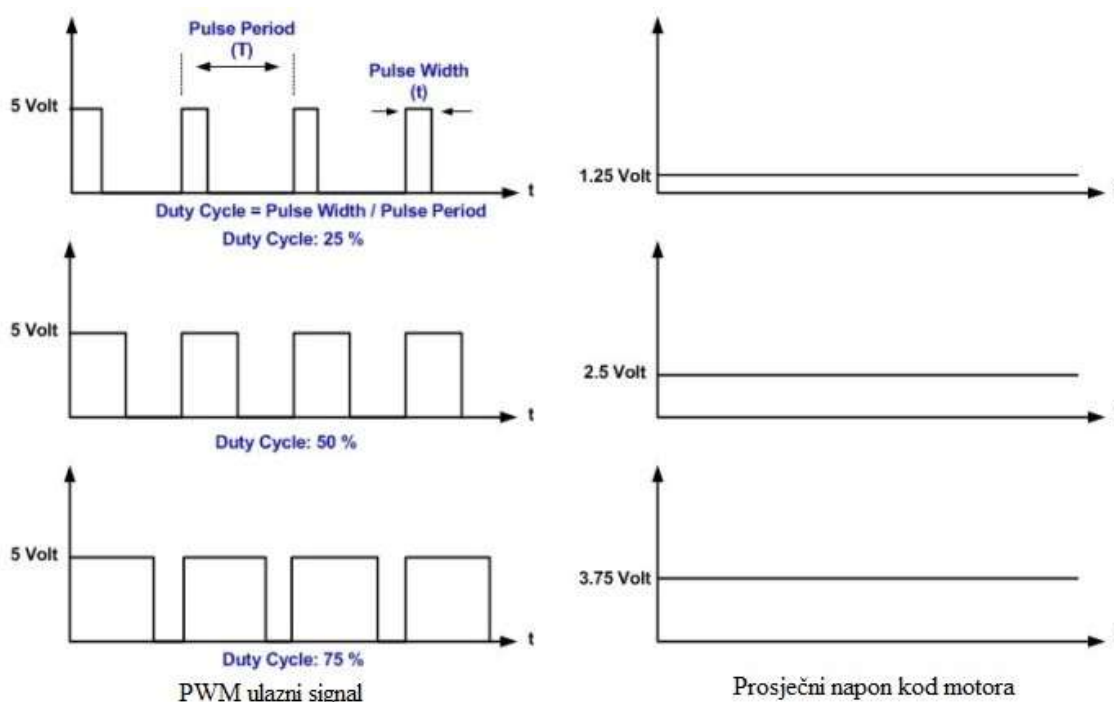 Pulse Period
(T)
Pulse Width
(t)
5 Volt
t
Duty Cycle = Pulse Width / Pulse Period
Duty Cycle: 25 %
1.25 Volt
5 Volt
t
Duty Cycle: 50 %
2.5 Volt
5 Volt
t
Duty Cycle: 75 %
3.75 Volt
PWM ulazni signal
Prosječni napon kod motora